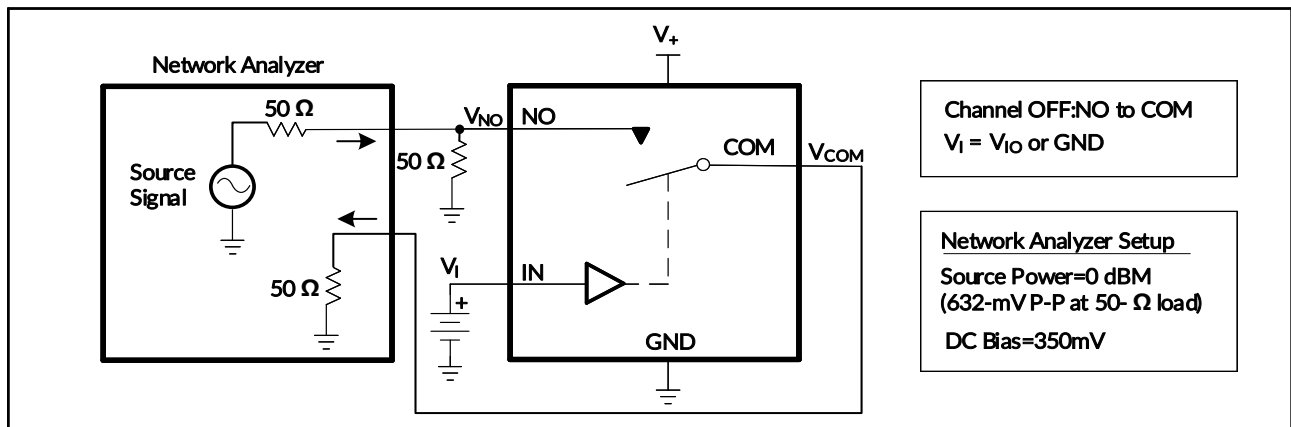 V+
Network Analyzer
50 Ω
VNO
NO
50 Ω
COM
VCOM
Source
Signal
VI
IN
50 Ω
+
GND
Channel OFF:NO to COM
VI = VIO or GND
Network Analyzer Setup
Source Power=0 dBM
(632-mV P-P at 50- Ω load)
DC Bias=350mV